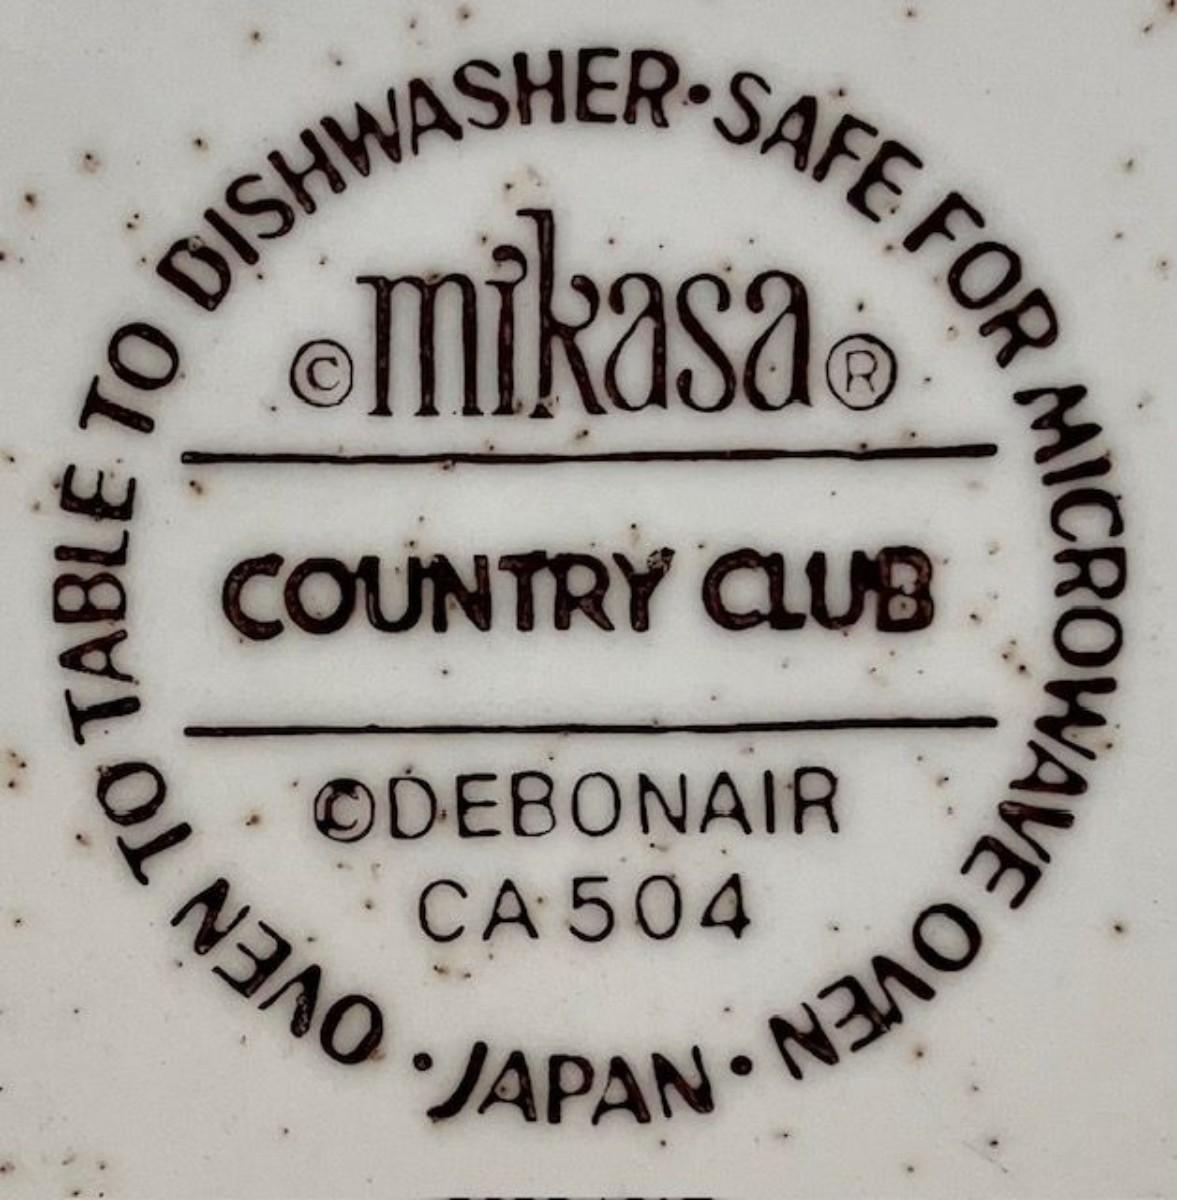 OVEN TO TABLE TO DISHWASHER • SAFE FOR MICROWAVE OVEN • JAPAN •
© mikasa ®
COUNTRY CLUB
© DEBONAIR
CA 504